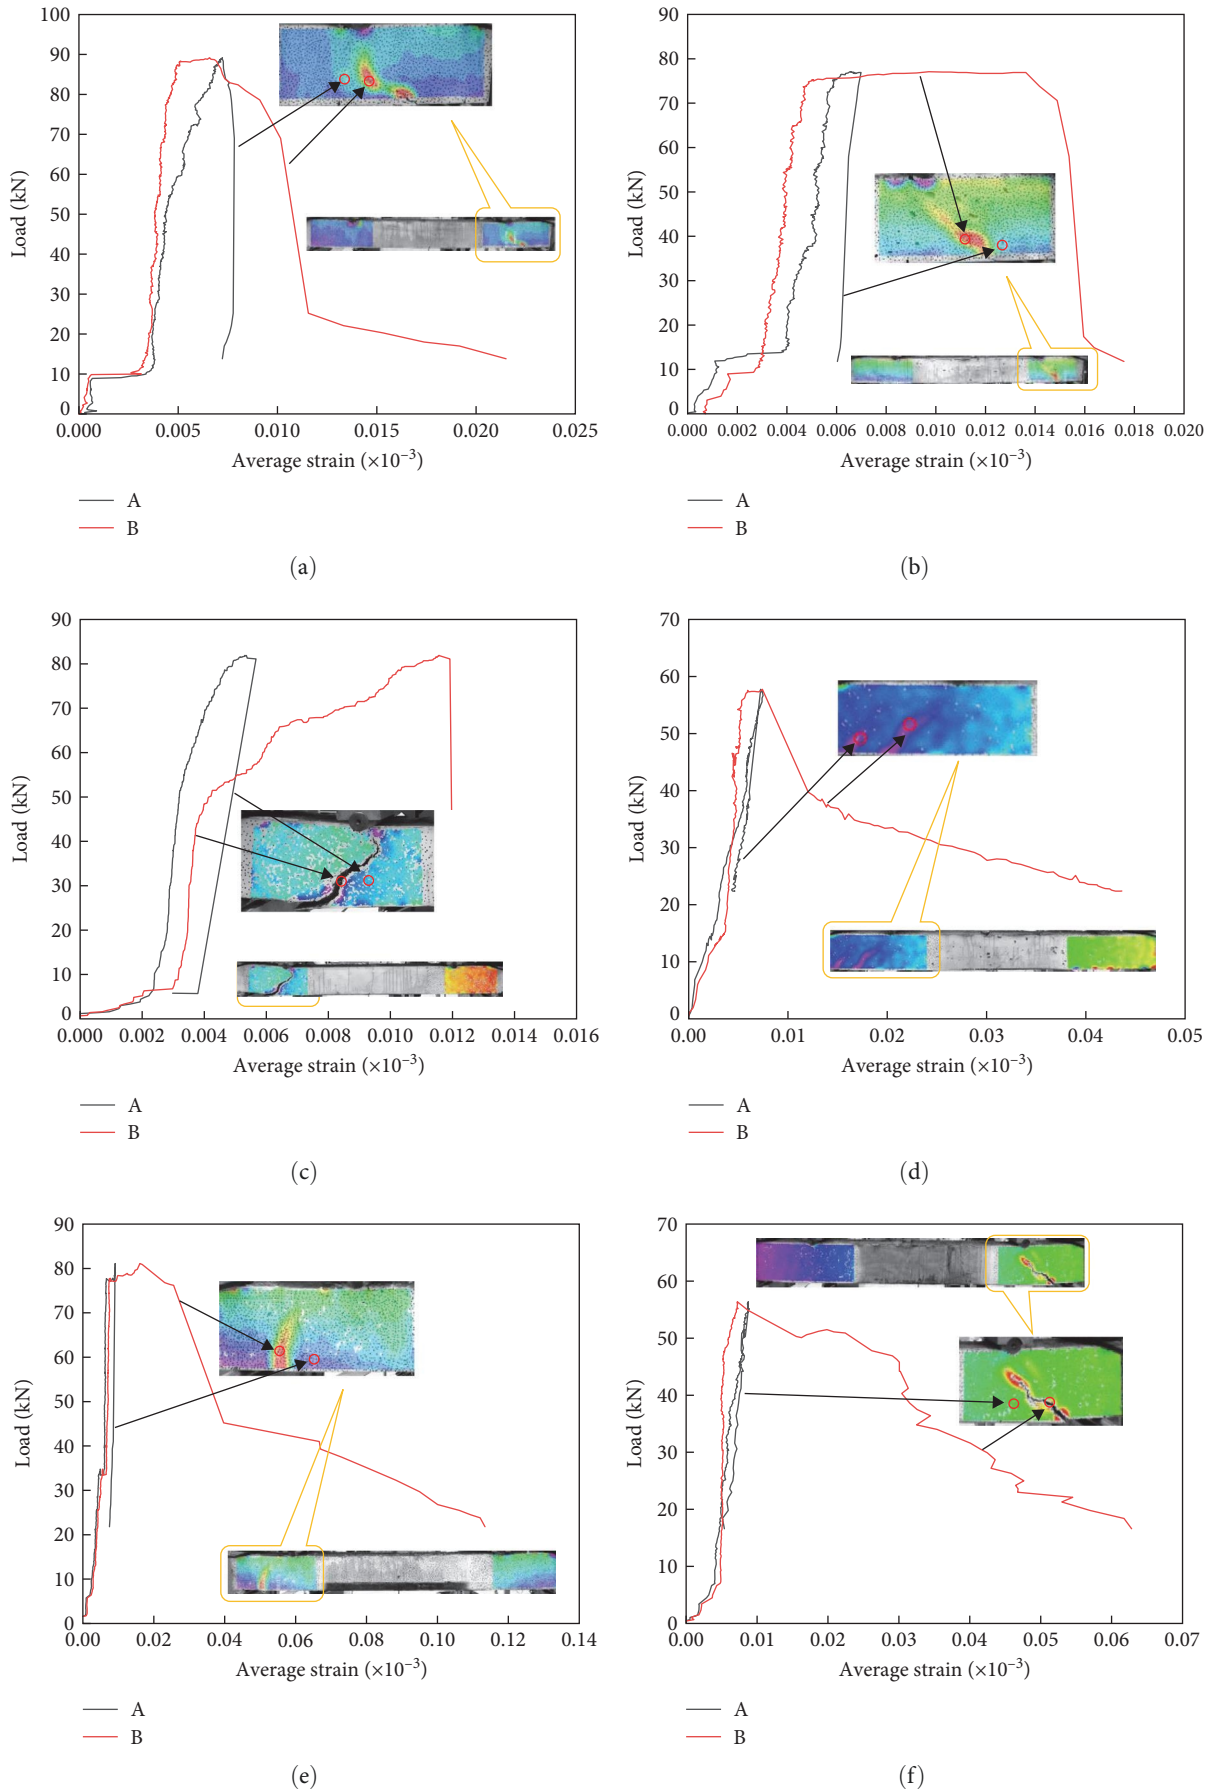 100
90
80
70
60
50
40
30
20
10
0
Load (kN)
0.000 0.005 0.010 0.015 0.020 0.025
Average strain (×10⁻³)
A
B
(a)
90
80
70
60
50
40
30
20
10
0
Load (kN)
0.000 0.002 0.004 0.006 0.008 0.010 0.012 0.014 0.016 0.018 0.020
Average strain (×10⁻³)
A
B
(b)
90
80
70
60
50
40
30
20
10
0
Load (kN)
0.000 0.002 0.004 0.006 0.008 0.010 0.012 0.014 0.016
Average strain (×10⁻³)
A
B
(c)
70
60
50
40
30
20
10
0
Load (kN)
0.00 0.01 0.02 0.03 0.04 0.05
Average strain (×10⁻³)
A
B
(d)
90
80
70
60
50
40
30
20
10
0
Load (kN)
0.00 0.02 0.04 0.06 0.08 0.10 0.12 0.14
Average strain (×10⁻³)
A
B
(e)
70
60
50
40
30
20
10
0
Load (kN)
0.00 0.01 0.02 0.03 0.04 0.05 0.06 0.07
Average strain (×10⁻³)
A
B
(f)